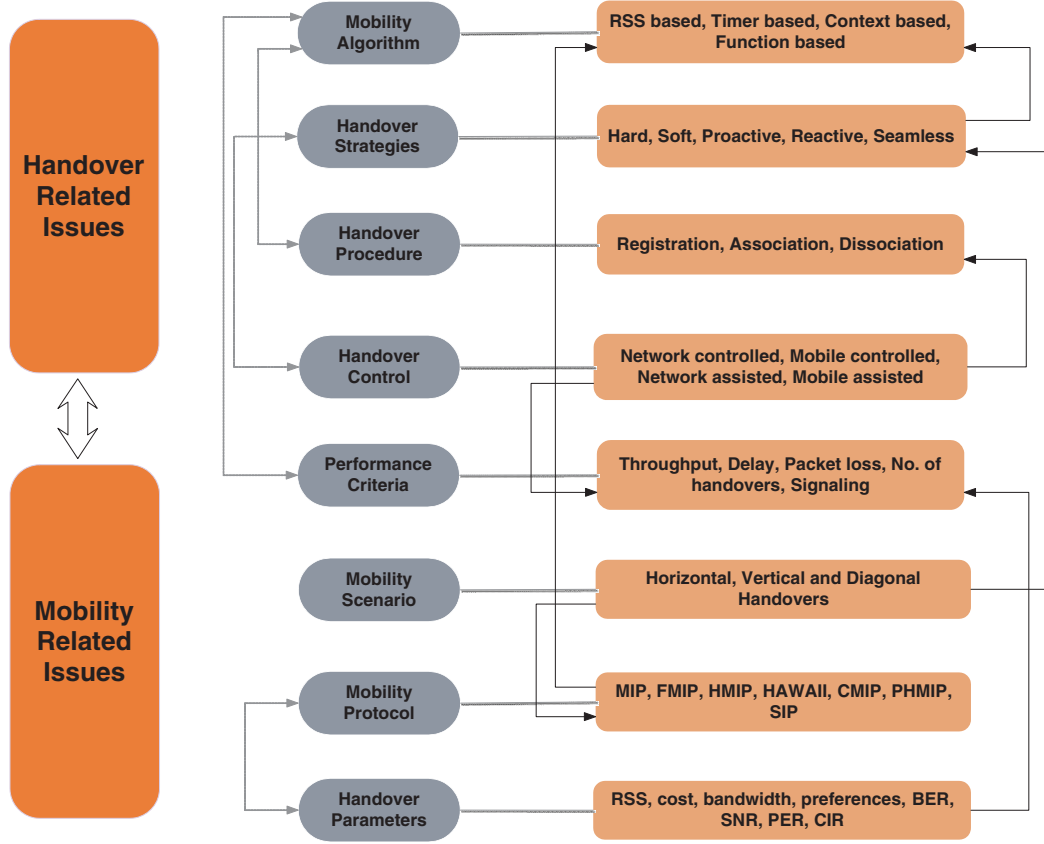 Handover
Related
Issues
Mobility
Related
Issues
Mobility
Algorithm
RSS based, Timer based, Context based,
Function based
Handover
Strategies
Hard, Soft, Proactive, Reactive, Seamless
Handover
Procedure
Registration, Association, Dissociation
Handover
Control
Network controlled, Mobile controlled,
Network assisted, Mobile assisted
Performance
Criteria
Throughput, Delay, Packet loss, No. of
handovers, Signaling
Mobility
Scenario
Horizontal, Vertical and Diagonal
Handovers
Mobility
Protocol
MIP, FMIP, HMIP, HAWAII, CMIP, PHMIP,
SIP
Handover
Parameters
RSS, cost, bandwidth, preferences, BER,
SNR, PER, CIR